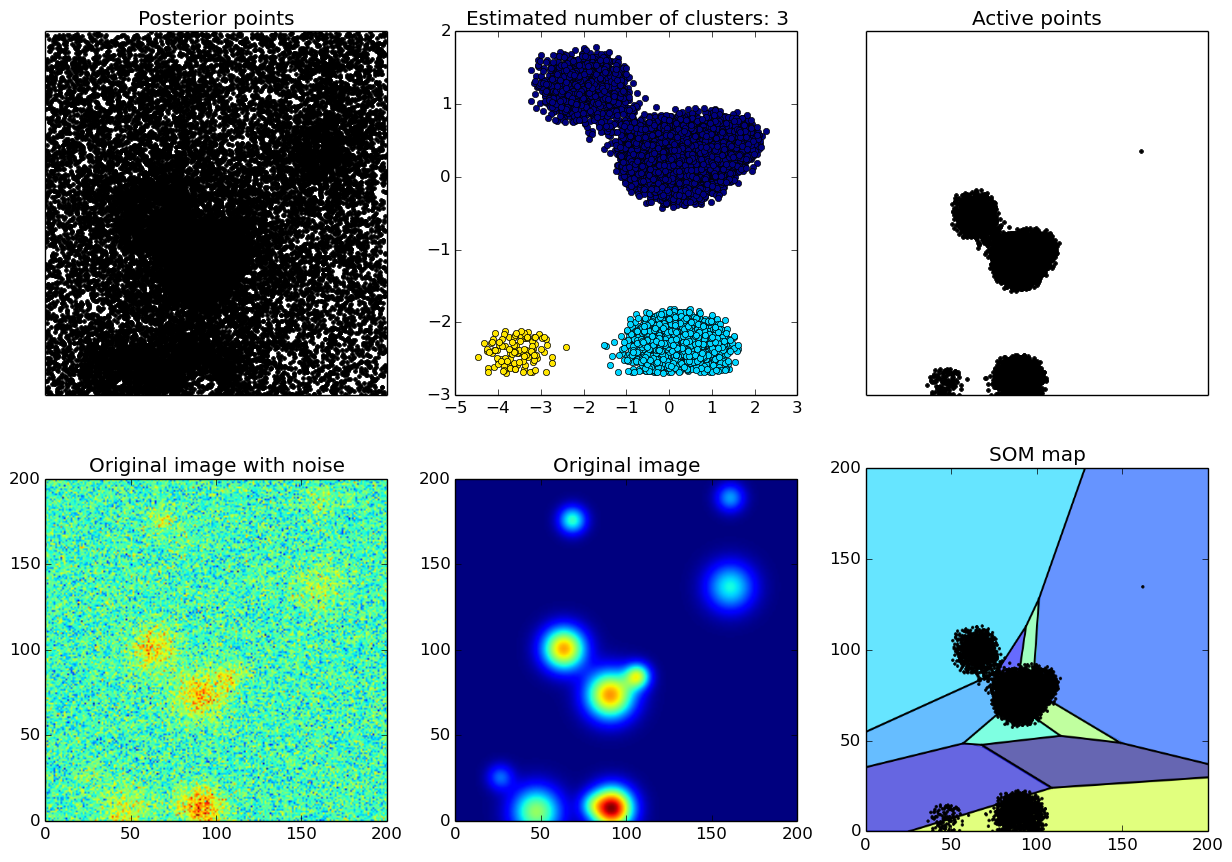 Posterior points
Estimated number of clusters: 3
Active points
2
1
0
−1
−2
−3
−5 −4 −3 −2 −1 0 1 2 3
Original image with noise
200
150
100
50
0
0 50 100 150 200
Original image
200
150
100
50
0
0 50 100 150 200
SOM map
200
150
100
50
0
0 50 100 150 200